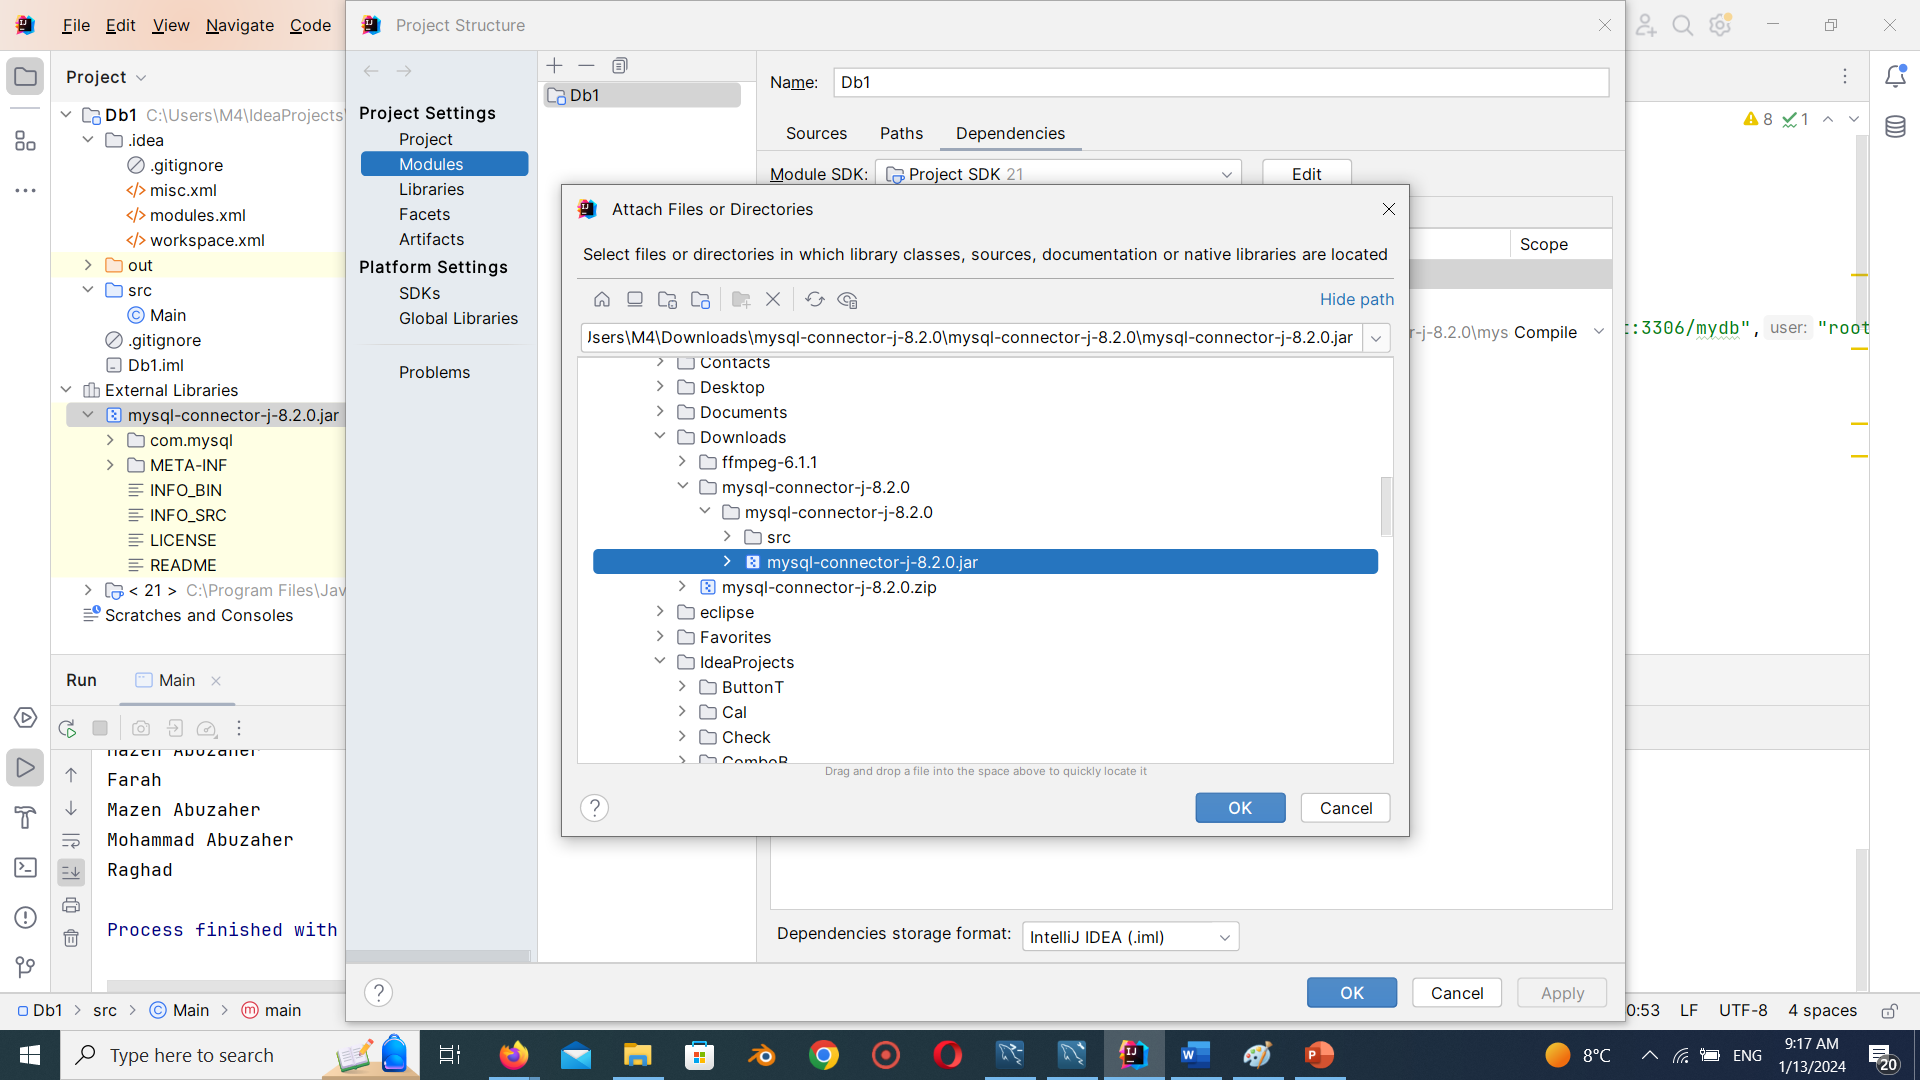 File Edit View Navigate Code
Project Structure
Project
Db1 C:\Users\M4\IdeaProjects\
.idea
.gitignore
misc.xml
modules.xml
workspace.xml
out
src
Main
.gitignore
Db1.iml
External Libraries
mysql-connector-j-8.2.0.jar
com.mysql
META-INF
INFO_BIN
INFO_SRC
LICENSE
README
< 21 > C:\Program Files\Jav
Scratches and Consoles
Project Settings
Project
Modules
Libraries
Facets
Artifacts
Platform Settings
SDKs
Global Libraries
Problems
Db1
Name: Db1
Sources Paths Dependencies
Module SDK: Project SDK 21 Edit
Scope
r-j-8.2.0\mys Compile
t:3306/mydb", user: "root
8 1
Attach Files or Directories
Select files or directories in which library classes, sources, documentation or native libraries are located
Hide path
Jsers\M4\Downloads\mysql-connector-j-8.2.0\mysql-connector-j-8.2.0\mysql-connector-j-8.2.0.jar
Contacts
Desktop
Documents
Downloads
ffmpeg-6.1.1
mysql-connector-j-8.2.0
mysql-connector-j-8.2.0
src
mysql-connector-j-8.2.0.jar
mysql-connector-j-8.2.0.zip
eclipse
Favorites
IdeaProjects
ButtonT
Cal
Check
ComboB
Drag and drop a file into the space above to quickly locate it
? OK Cancel
Dependencies storage format: IntelliJ IDEA (.iml)
? OK Cancel Apply
Run Main
Mazen Abuzaher
Farah
Mazen Abuzaher
Mohammad Abuzaher
Raghad
Process finished with
Db1 > src > Main > main
0:53 LF UTF-8 4 spaces
Type here to search
8°C ENG 9:17 AM
1/13/2024
20